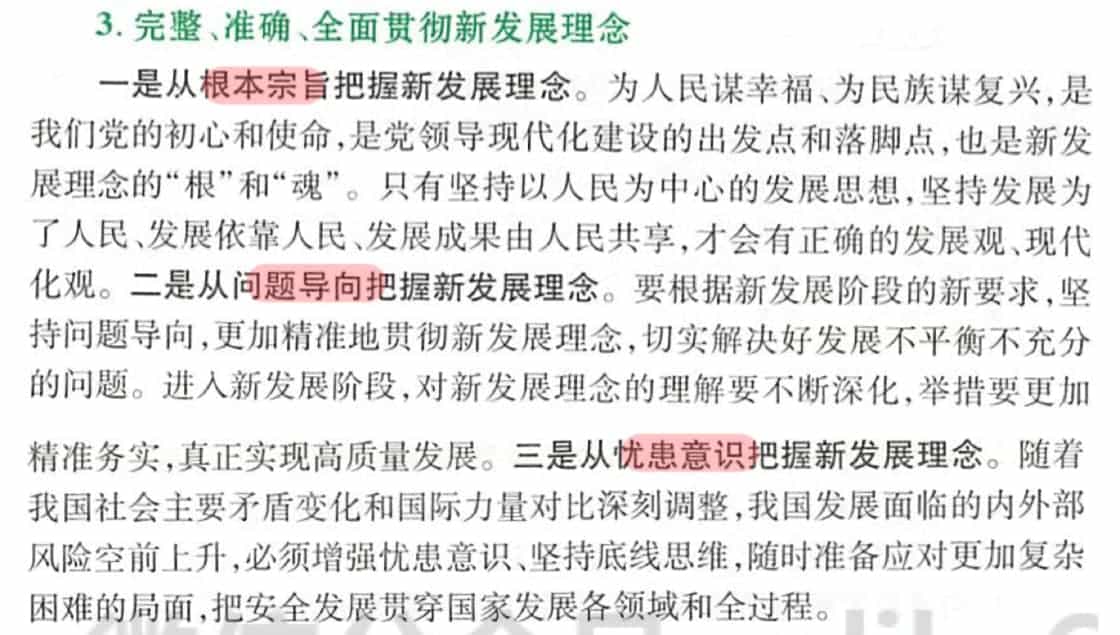 3. 完整、准确、全面贯彻新发展理念
一是从根本宗旨把握新发展理念。为人民谋幸福、为民族谋复兴,是
我们党的初心和使命,是党领导现代化建设的出发点和落脚点,也是新发
展理念的“根”和“魂”。只有坚持以人民为中心的发展思想,坚持发展为
了人民、发展依靠人民、发展成果由人民共享,才会有正确的发展观、现代
化观。二是从问题导向把握新发展理念。要根据新发展阶段的新要求,坚
持问题导向,更加精准地贯彻新发展理念,切实解决好发展不平衡不充分
的问题。进入新发展阶段,对新发展理念的理解要不断深化,举措要更加
精准务实,真正实现高质量发展。三是从忧患意识把握新发展理念。随着
我国社会主要矛盾变化和国际力量对比深刻调整,我国发展面临的内外部
风险空前上升,必须增强忧患意识、坚持底线思维,随时准备应对更加复杂
困难的局面,把安全发展贯穿国家发展各领域和全过程。